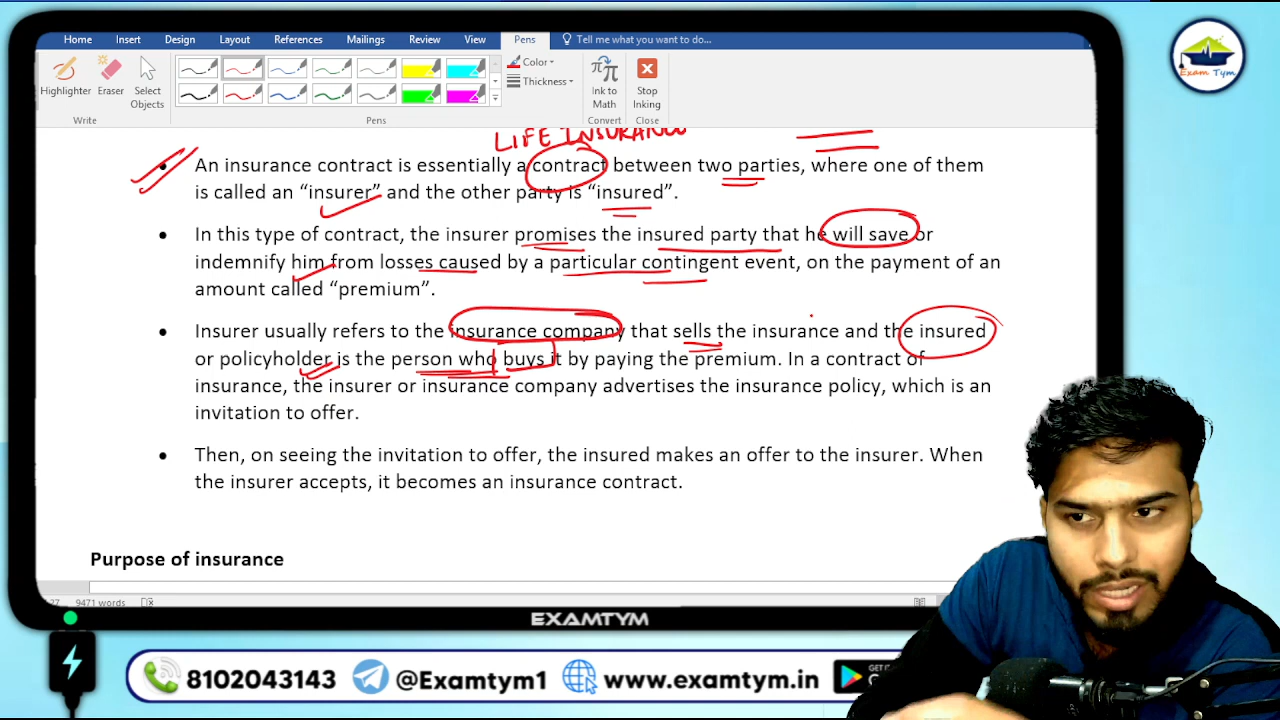 Exam Tym
Home Insert Design Layout References Mailings Review View Pens Tell me what you want to do...
Highlighter Eraser Select Objects Color Thickness Ink to Math Stop Inking
Write Pens Convert Close
LIFE INSURANCE
• An insurance contract is essentially a contract between two parties, where one of them
is called an “insurer” and the other party is “insured”.
• In this type of contract, the insurer promises the insured party that he will save or
indemnify him from losses caused by a particular contingent event, on the payment of an
amount called “premium”.
• Insurer usually refers to the insurance company that sells the insurance and the insured
or policyholder is the person who buys it by paying the premium. In a contract of
insurance, the insurer or insurance company advertises the insurance policy, which is an
invitation to offer.
• Then, on seeing the invitation to offer, the insured makes an offer to the insurer. When
the insurer accepts, it becomes an insurance contract.
Purpose of insurance
27 9471 words
EXAMTYM
8102043143 @Examtym1 www.examtym.in GET I